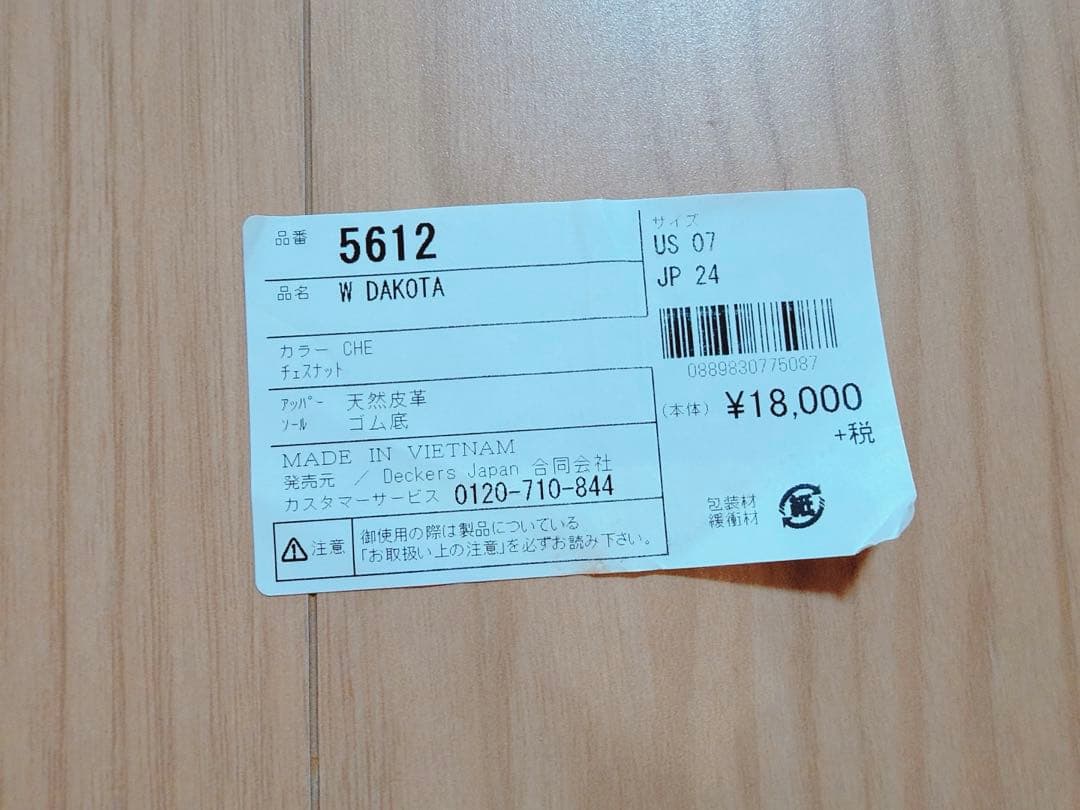 品番 5612
品名 W DAKOTA
カラー CHE
チェスナット
アッパー 天然皮革
ソール ゴム底
MADE IN VIETNAM
発売元 / Deckers Japan 合同会社
カスタマーサービス 0120-710-844
注意
御使用の際は製品についている
「お取扱い上の注意」を必ずお読み下さい。
サイズ
US 07
JP 24
0889830775087
(本体) ¥18,000
+税
包装材
緩衝材
紙